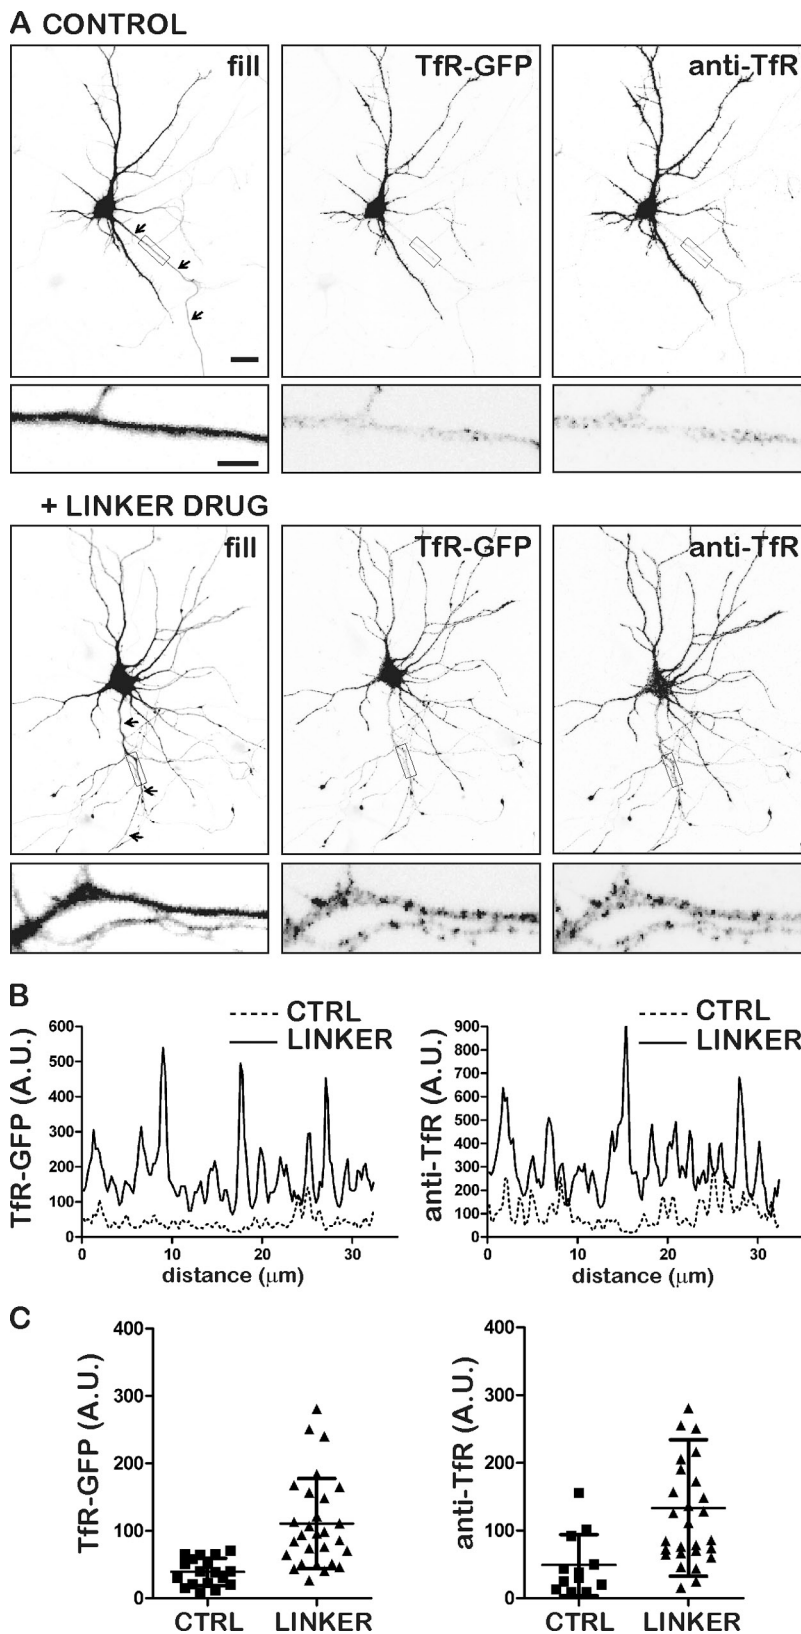 A CONTROL
fill
TfR-GFP
anti-TfR
+ LINKER DRUG
fill
TfR-GFP
anti-TfR
B
CTRL
LINKER
TfR-GFP (A.U.)
600
500
400
300
200
100
0
0 10 20 30
distance (μm)
CTRL
LINKER
anti-TfR (A.U.)
900
800
700
600
500
400
300
200
100
0
0 10 20 30
distance (μm)
C
TfR-GFP (A.U.)
400
300
200
100
0
CTRL LINKER
anti-TfR (A.U.)
400
300
200
100
0
CTRL LINKER